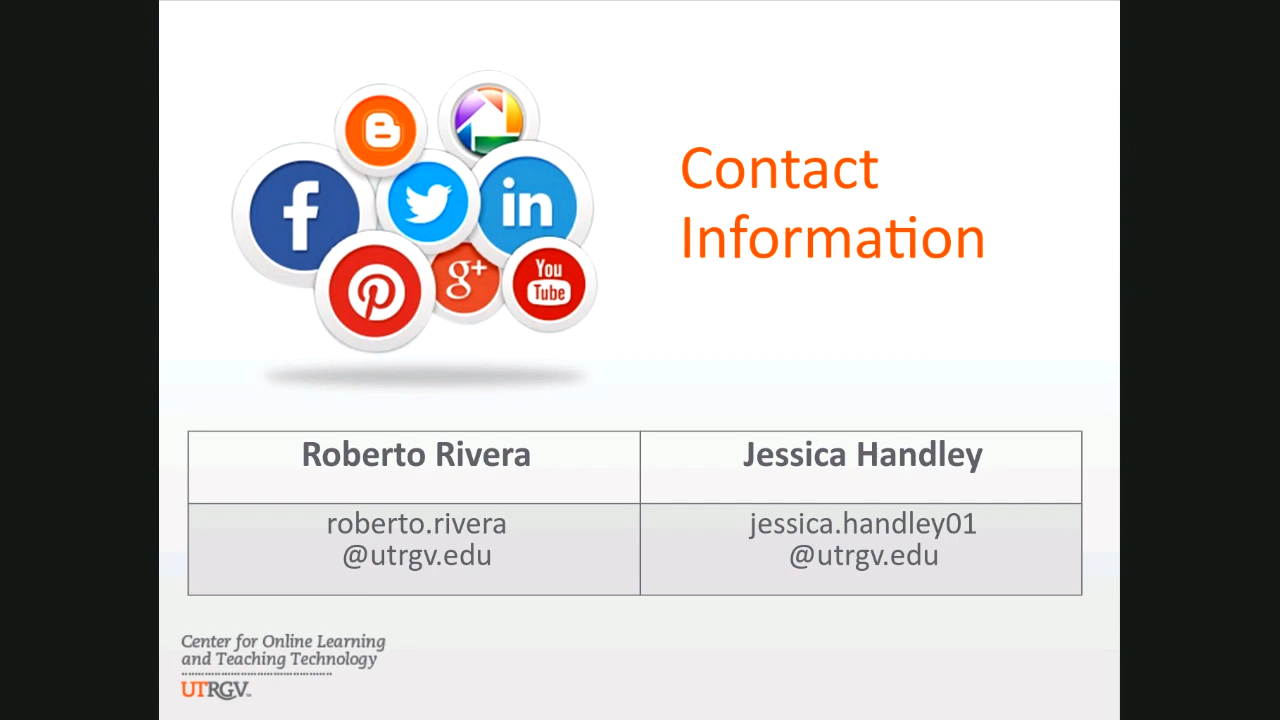 Contact
Information
f
in
g+
You
Tube
Roberto Rivera
Jessica Handley
roberto.rivera
@utrgv.edu
jessica.handley01
@utrgv.edu
Center for Online Learning
and Teaching Technology
UTRGV